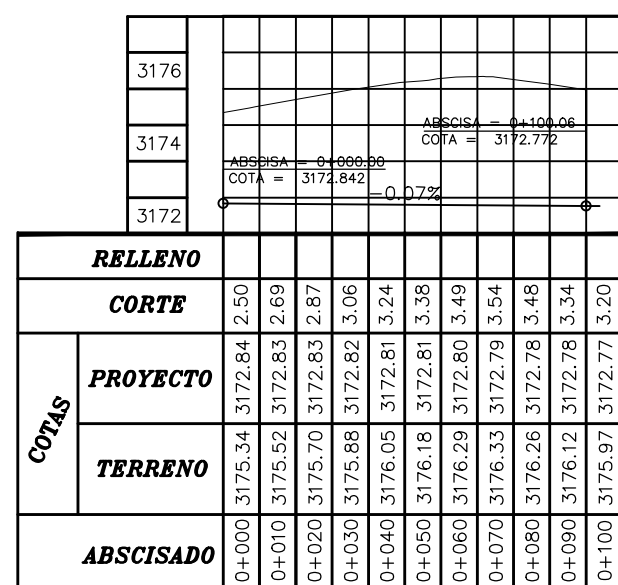 3176
ABSCISA = 0+100.06
3174
COTA = 3172.772
ABSCISA = 0+000.00
COTA = 3172.842
-0.07%
3172
RELLENO
CORTE 2.50 2.69 2.87 3.06 3.24 3.38 3.49 3.54 3.48 3.34 3.20
COTAS
PROYECTO 3172.84 3172.83 3172.83 3172.82 3172.81 3172.81 3172.80 3172.79 3172.78 3172.78 3172.77
TERRENO 3175.34 3175.52 3175.70 3175.88 3176.05 3176.18 3176.29 3176.33 3176.26 3176.12 3175.97
ABSCISADO 0+000 0+010 0+020 0+030 0+040 0+050 0+060 0+070 0+080 0+090 0+100